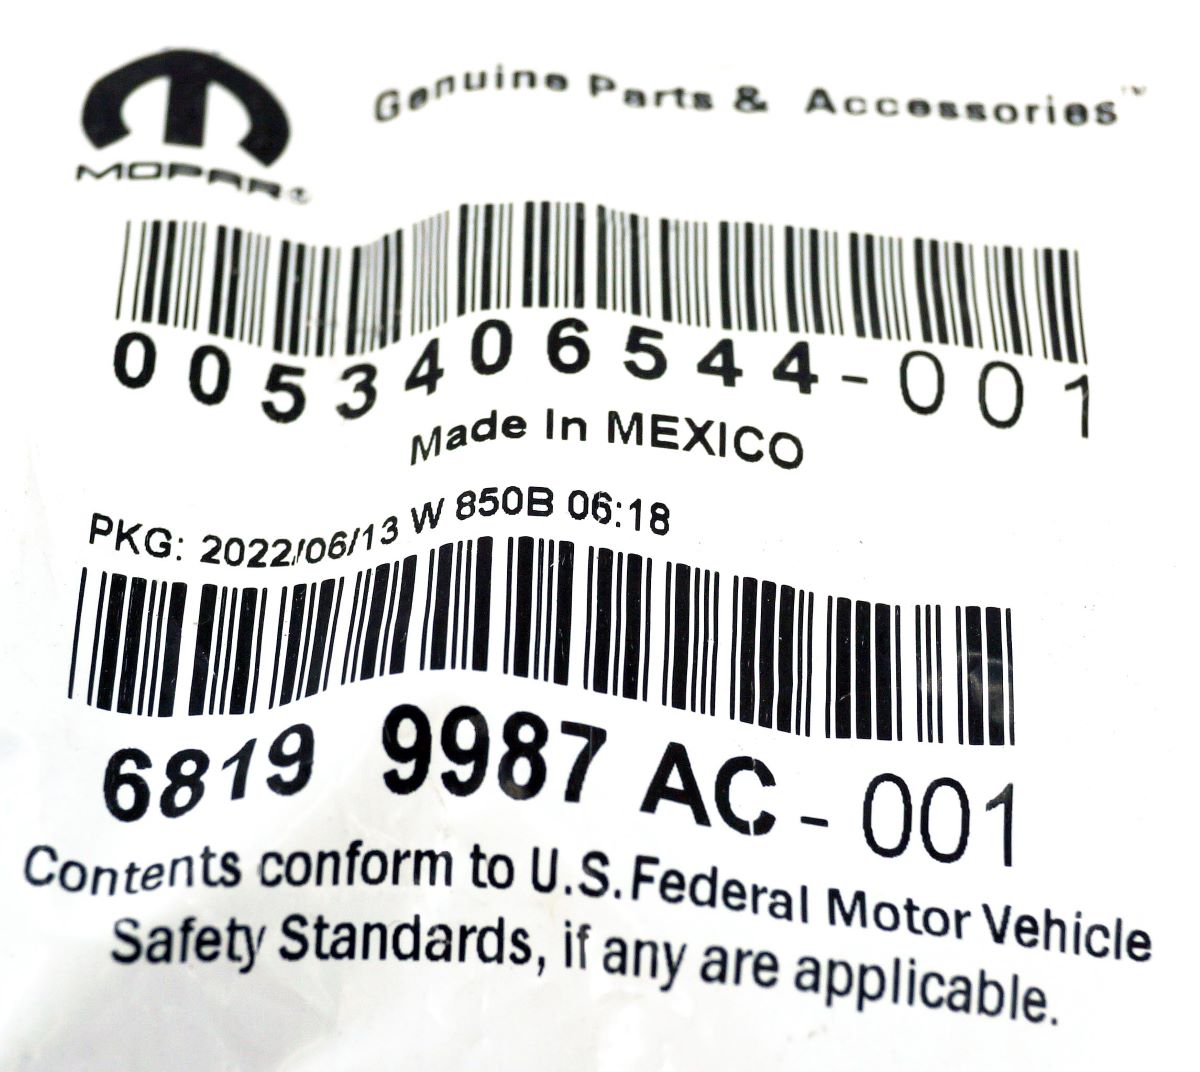 Genuine Parts & Accessories™
MOPAR®
0053406544-001
Made In MEXICO
PKG: 2022/06/13 W 850B 06:18
6819 9987 AC-001
Contents conform to U.S. Federal Motor Vehicle
Safety Standards, if any are applicable.